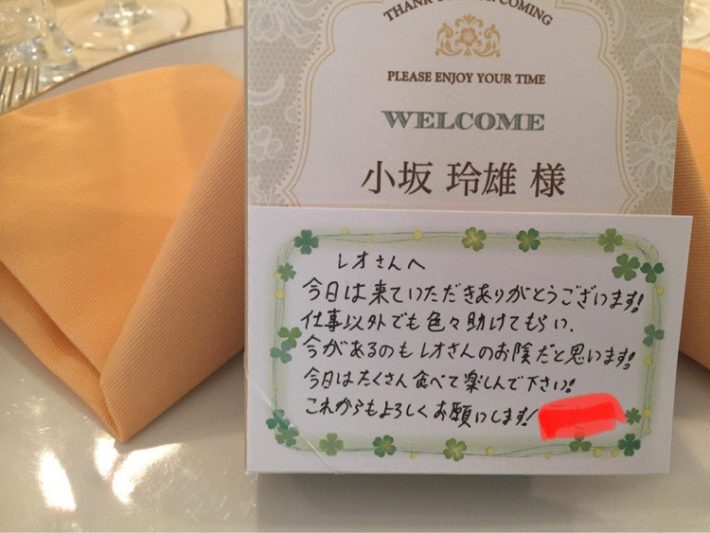 THANK YOU FOR COMING
PLEASE ENJOY YOUR TIME
WELCOME
小坂 玲雄 様
レオさんへ
今日は来ていただきありがとうございます!
仕事以外でも色々助けてもらい、
今があるのもレオさんのお陰だと思います!
今日はたくさん食べて楽しんで下さい!
これからもよろしくお願いします!